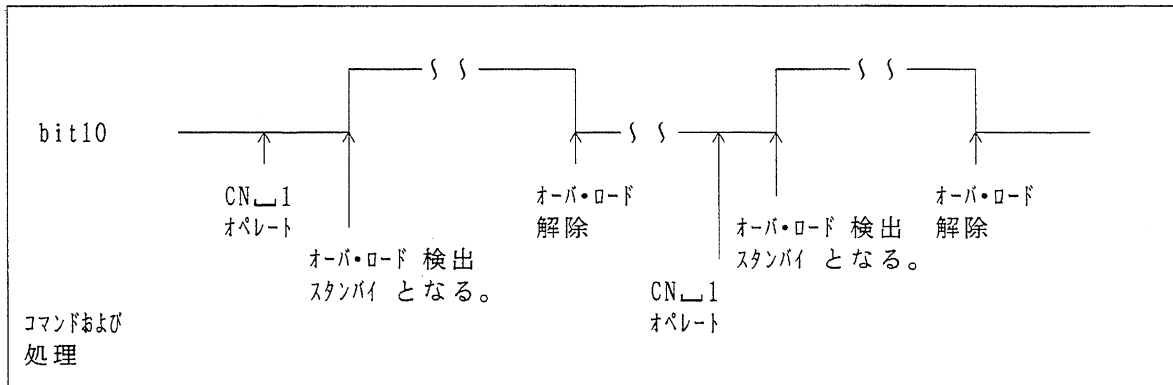 bit10
CN␣1
オペレート
オーバ・ロード 検出
スタンバイ となる。
オーバ・ロード
解除
CN␣1
オペレート
オーバ・ロード 検出
スタンバイ となる。
オーバ・ロード
解除
コマンドおよび
処理